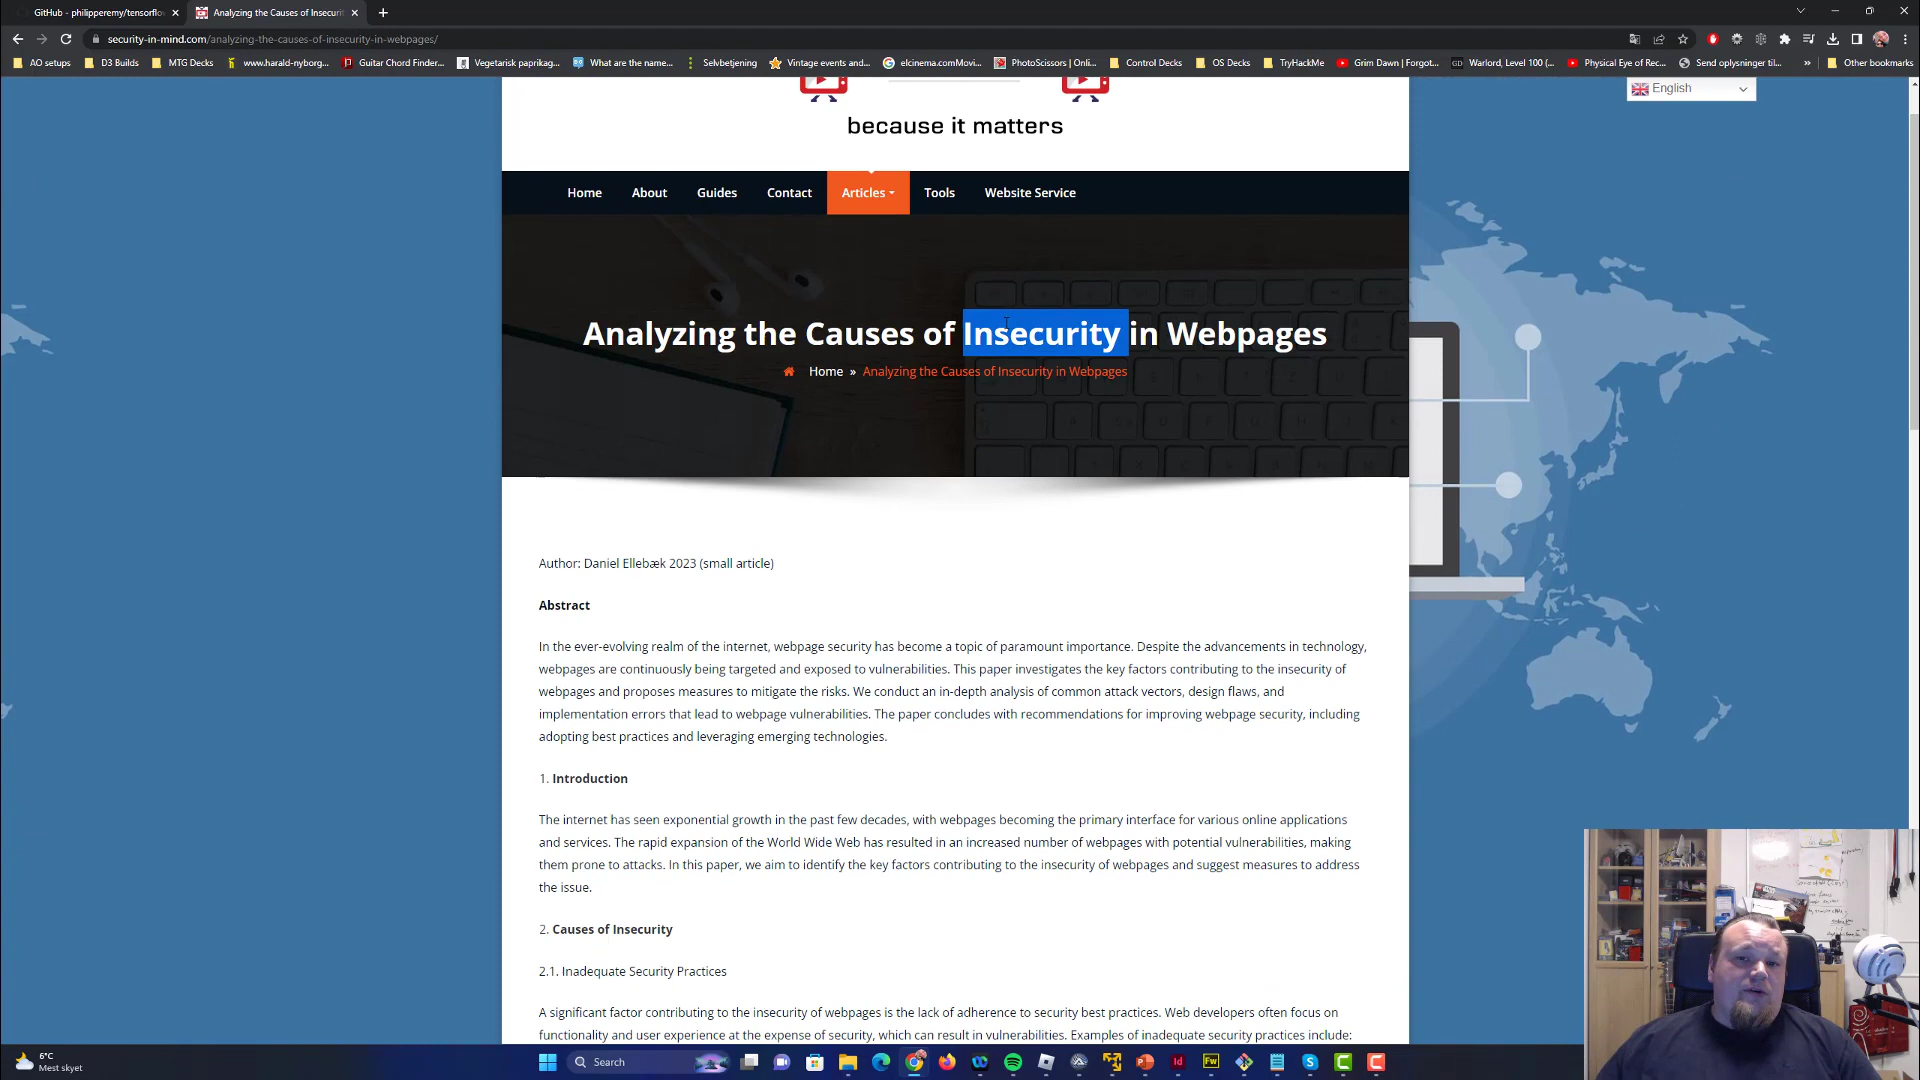 GitHub - philipperemy/tensorflo
Analyzing the Causes of Insecurit
security-in-mind.com/analyzing-the-causes-of-insecurity-in-webpages/
AO setups
D3 Builds
MTG Decks
www.harald-nyborg...
Guitar Chord Finder...
Vegetarisk paprikag...
What are the name...
Selvbetjening
Vintage events and...
elcinema.comMovi...
PhotoScissors | Onli...
Control Decks
OS Decks
TryHackMe
Grim Dawn | Forgot...
Warlord, Level 100 (...
Physical Eye of Rec...
Send oplysninger til...
»
Other bookmarks
English
because it matters
Home
About
Guides
Contact
Articles
Tools
Website Service
Analyzing the Causes of Insecurity in Webpages
Home » Analyzing the Causes of Insecurity in Webpages
Author: Daniel Ellebæk 2023 (small article)
Abstract
In the ever-evolving realm of the internet, webpage security has become a topic of paramount importance. Despite the advancements in technology,
webpages are continuously being targeted and exposed to vulnerabilities. This paper investigates the key factors contributing to the insecurity of
webpages and proposes measures to mitigate the risks. We conduct an in-depth analysis of common attack vectors, design flaws, and
implementation errors that lead to webpage vulnerabilities. The paper concludes with recommendations for improving webpage security, including
adopting best practices and leveraging emerging technologies.
1. Introduction
The internet has seen exponential growth in the past few decades, with webpages becoming the primary interface for various online applications
and services. The rapid expansion of the World Wide Web has resulted in an increased number of webpages with potential vulnerabilities, making
them prone to attacks. In this paper, we aim to identify the key factors contributing to the insecurity of webpages and suggest measures to address
the issue.
2. Causes of Insecurity
2.1. Inadequate Security Practices
A significant factor contributing to the insecurity of webpages is the lack of adherence to security best practices. Web developers often focus on
functionality and user experience at the expense of security, which can result in vulnerabilities. Examples of inadequate security practices include:
6°C
Mest skyet
Search